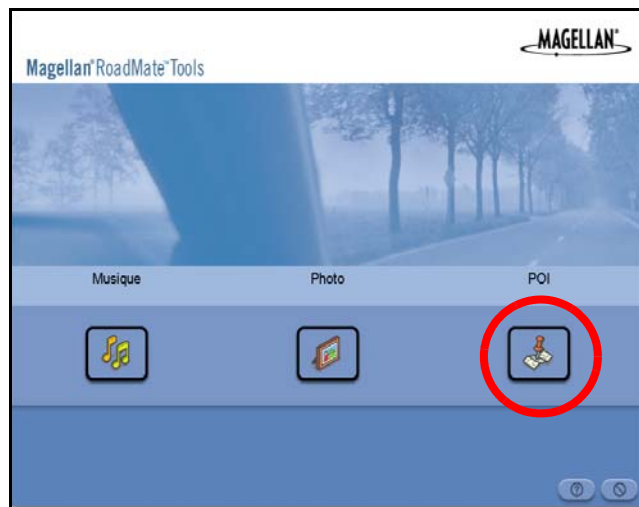 MAGELLAN®
Magellan® RoadMate™ Tools
Musique Photo POI
?